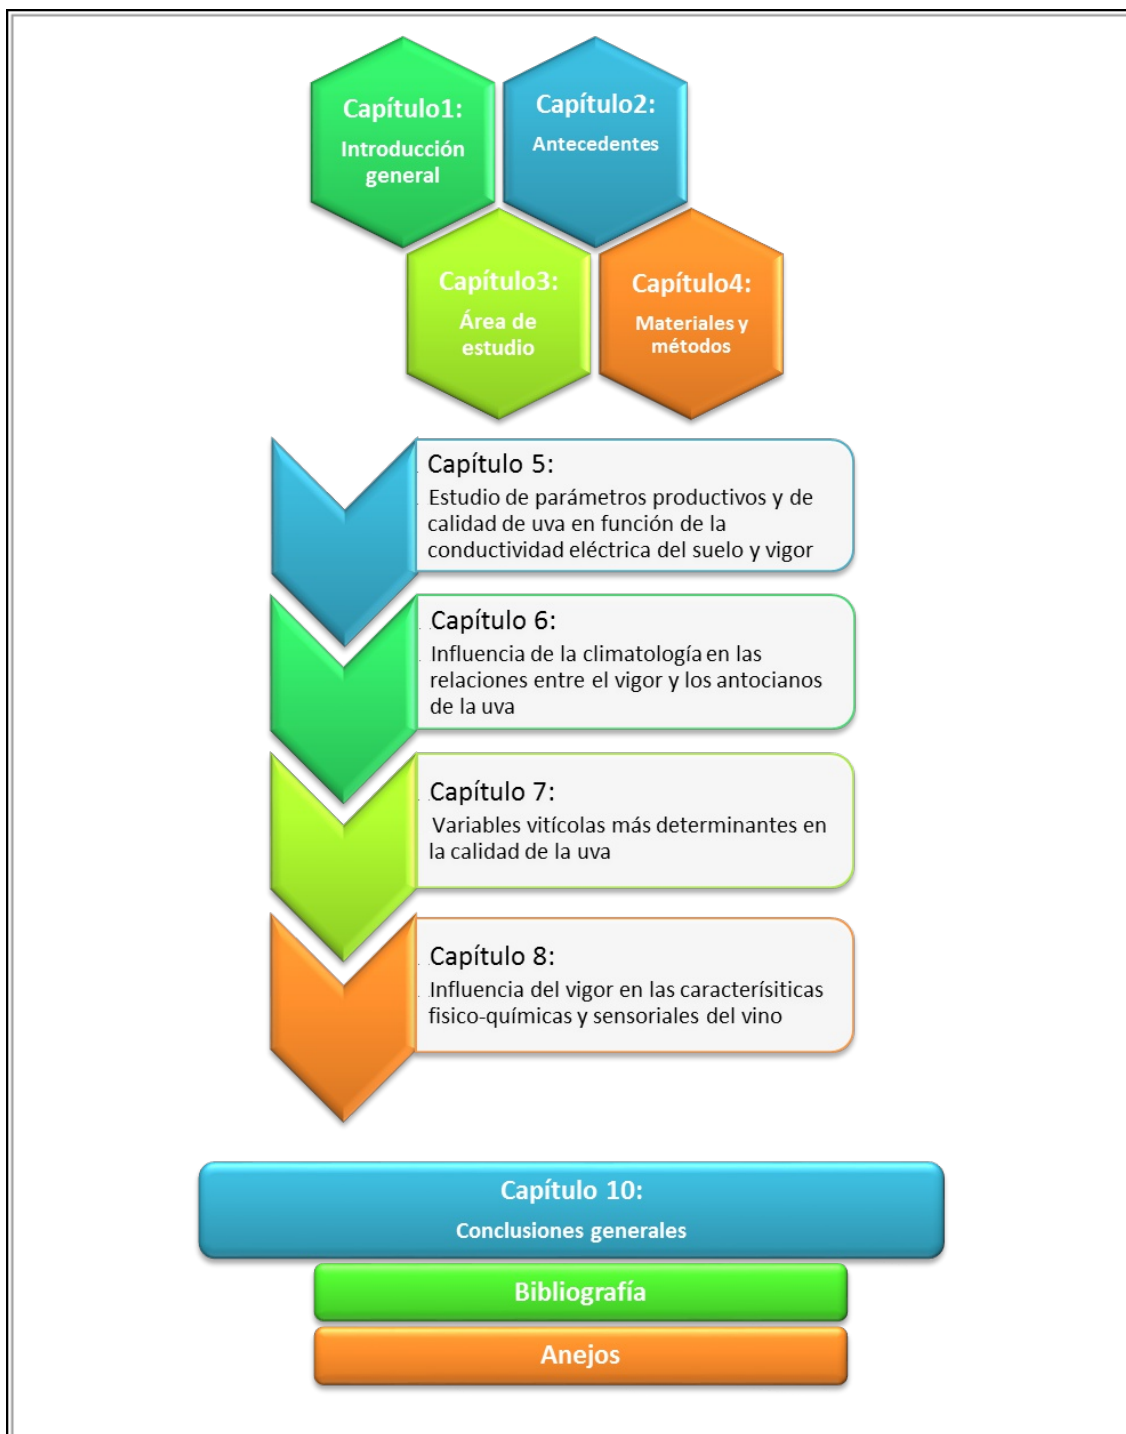 Capítulo1:
Introducción
general
Capítulo2:
Antecedentes
Capítulo3:
Área de
estudio
Capítulo4:
Materiales y
métodos
Capítulo 5:
Estudio de parámetros productivos y de
calidad de uva en función de la
conductividad eléctrica del suelo y vigor
Capítulo 6:
Influencia de la climatología en las
relaciones entre el vigor y los antocianos
de la uva
Capítulo 7:
Variables vitícolas más determinantes en
la calidad de la uva
Capítulo 8:
Influencia del vigor en las caracterísiticas
fisico-químicas y sensoriales del vino
Capítulo 10:
Conclusiones generales
Bibliografía
Anejos